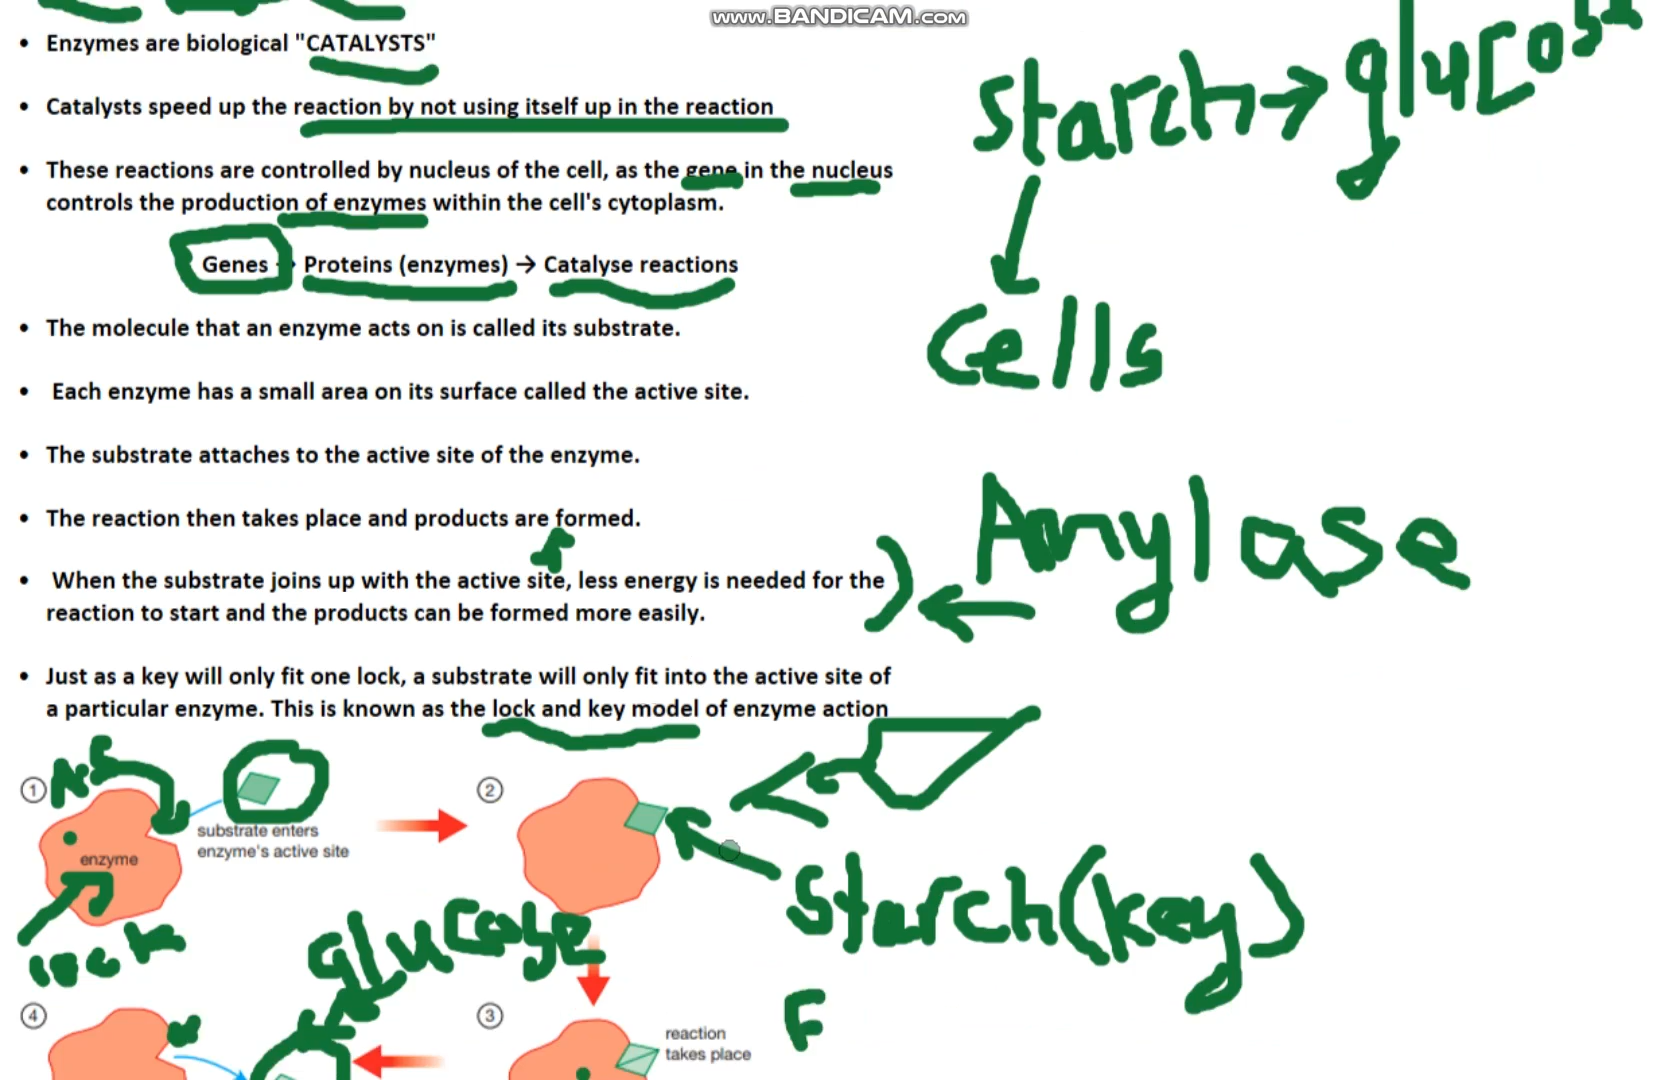 www.BANDICAM.com
• Enzymes are biological "CATALYSTS"
• Catalysts speed up the reaction by not using itself up in the reaction
• These reactions are controlled by nucleus of the cell, as the gene in the nucleus
controls the production of enzymes within the cell's cytoplasm.
Genes → Proteins (enzymes) → Catalyse reactions
• The molecule that an enzyme acts on is called its substrate.
• Each enzyme has a small area on its surface called the active site.
• The substrate attaches to the active site of the enzyme.
• The reaction then takes place and products are formed.
• When the substrate joins up with the active site, less energy is needed for the
reaction to start and the products can be formed more easily.
• Just as a key will only fit one lock, a substrate will only fit into the active site of
a particular enzyme. This is known as the lock and key model of enzyme action
starch → glucose
cells
Amylase
1
substrate enters
enzyme's active site
enzyme
lock
2
starch (key)
F
glucose
4
3
reaction
takes place